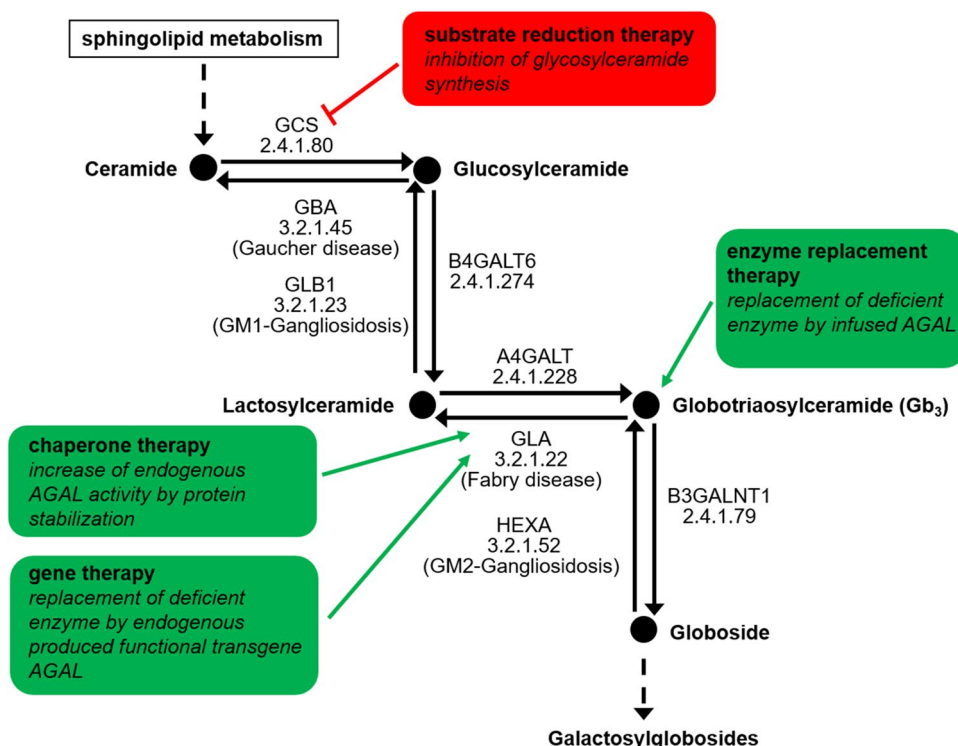 sphingolipid metabolism
substrate reduction therapy
inhibition of glycosylceramide
synthesis
GCS
2.4.1.80
Ceramide
Glucosylceramide
GBA
3.2.1.45
(Gaucher disease)
GLB1
3.2.1.23
(GM1-Gangliosidosis)
B4GALT6
2.4.1.274
enzyme replacement
therapy
replacement of deficient
enzyme by infused AGAL
A4GALT
2.4.1.228
Lactosylceramide
Globotriaosylceramide (Gb₃)
GLA
3.2.1.22
(Fabry disease)
chaperone therapy
increase of endogenous
AGAL activity by protein
stabilization
HEXA
3.2.1.52
(GM2-Gangliosidosis)
B3GALNT1
2.4.1.79
gene therapy
replacement of deficient
enzyme by endogenous
produced functional transgene
AGAL
Globoside
Galactosylglobosides